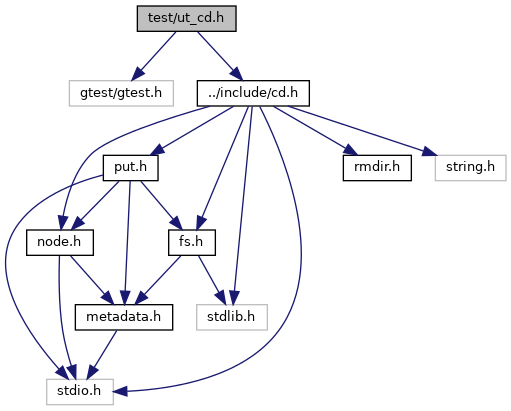 test/ut_cd.h
gtest/gtest.h
../include/cd.h
put.h
rmdir.h
string.h
node.h
fs.h
metadata.h
stdlib.h
stdio.h